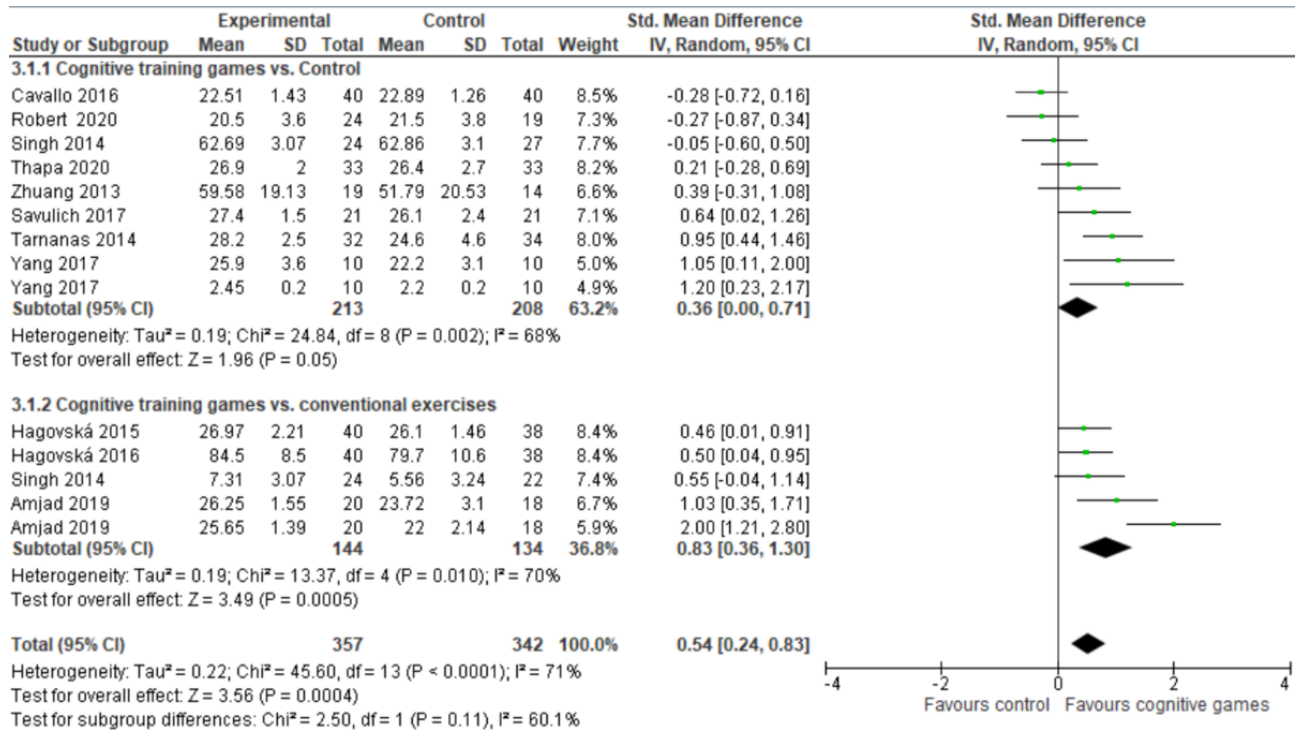 Experimental Control Std. Mean Difference Std. Mean Difference
Study or Subgroup Mean SD Total Mean SD Total Weight IV, Random, 95% CI IV, Random, 95% CI
3.1.1 Cognitive training games vs. Control
Cavallo 2016 22.51 1.43 40 22.89 1.26 40 8.5% -0.28 [-0.72, 0.16]
Robert 2020 20.5 3.6 24 21.5 3.8 19 7.3% -0.27 [-0.87, 0.34]
Singh 2014 62.69 3.07 24 62.86 3.1 27 7.7% -0.05 [-0.60, 0.50]
Thapa 2020 26.9 2 33 26.4 2.7 33 8.0% 0.21 [-0.28, 0.69]
Zhuang 2013 59.58 19.13 19 51.79 20.53 14 6.6% 0.39 [-0.31, 1.08]
Savulich 2017 27.4 1.5 21 26.1 2.4 21 7.1% 0.64 [0.02, 1.26]
Tarnanas 2014 28.2 2.5 32 24.6 4.6 34 8.0% 0.95 [0.44, 1.46]
Yang 2017 25.9 3.6 10 22.2 3.1 10 5.0% 1.05 [0.11, 2.00]
Yang 2017 2.45 0.2 10 2.2 0.2 10 4.9% 1.20 [0.23, 2.17]
Subtotal (95% CI) 213 208 63.2% 0.36 [0.00, 0.71]
Heterogeneity: Tau² = 0.19; Chi² = 24.84, df = 8 (P = 0.002); I² = 68%
Test for overall effect: Z = 1.96 (P = 0.05)
3.1.2 Cognitive training games vs. conventional exercises
Hagovská 2015 26.97 2.21 40 26.1 1.46 38 8.4% 0.46 [0.01, 0.91]
Hagovská 2016 84.5 8.5 40 79.7 10.6 38 8.4% 0.50 [0.04, 0.95]
Singh 2014 7.31 3.07 24 5.56 3.24 22 7.4% 0.55 [-0.04, 1.14]
Amjad 2019 26.25 1.55 20 23.72 3.1 18 6.7% 1.03 [0.35, 1.71]
Amjad 2019 25.65 1.39 20 22 2.14 18 5.9% 2.00 [1.21, 2.80]
Subtotal (95% CI) 144 134 36.8% 0.83 [0.36, 1.30]
Heterogeneity: Tau² = 0.19; Chi² = 13.37, df = 4 (P = 0.010); I² = 70%
Test for overall effect: Z = 3.49 (P = 0.0005)
Total (95% CI) 357 342 100.0% 0.54 [0.24, 0.83]
Heterogeneity: Tau² = 0.22; Chi² = 45.60, df = 13 (P < 0.0001); I² = 71%
Test for overall effect: Z = 3.56 (P = 0.0004)
Test for subgroup differences: Chi² = 2.50, df = 1 (P = 0.11), I² = 60.1%
-4 -2 0 2 4
Favours control Favours cognitive games